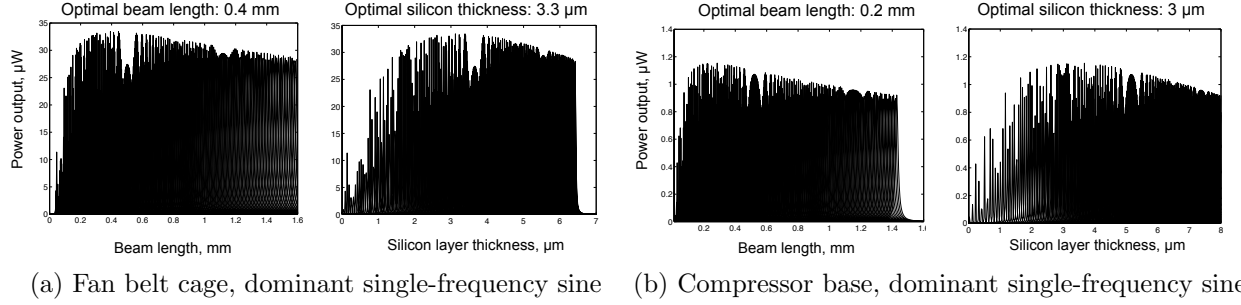 Optimal beam length: 0.4 mm
Optimal silicon thickness: 3.3 µm
Optimal beam length: 0.2 mm
Optimal silicon thickness: 3 µm
Power output, µW
35
30
25
20
15
10
5
0
0.2 0.4 0.6 0.8 1 1.2 1.4 1.6
Beam length, mm
35
30
25
20
15
10
5
0
0 1 2 3 4 5 6 7
Silicon layer thickness, µm
Power output, µW
1.4
1.2
1
0.8
0.6
0.4
0.2
0
0.2 0.4 0.6 0.8 1 1.2 1.4 1.6
Beam length, mm
1.4
1.2
1
0.8
0.6
0.4
0.2
0
0 1 2 3 4 5 6 7 8
Silicon layer thickness, µm
(a) Fan belt cage, dominant single-frequency sine
(b) Compressor base, dominant single-frequency sine